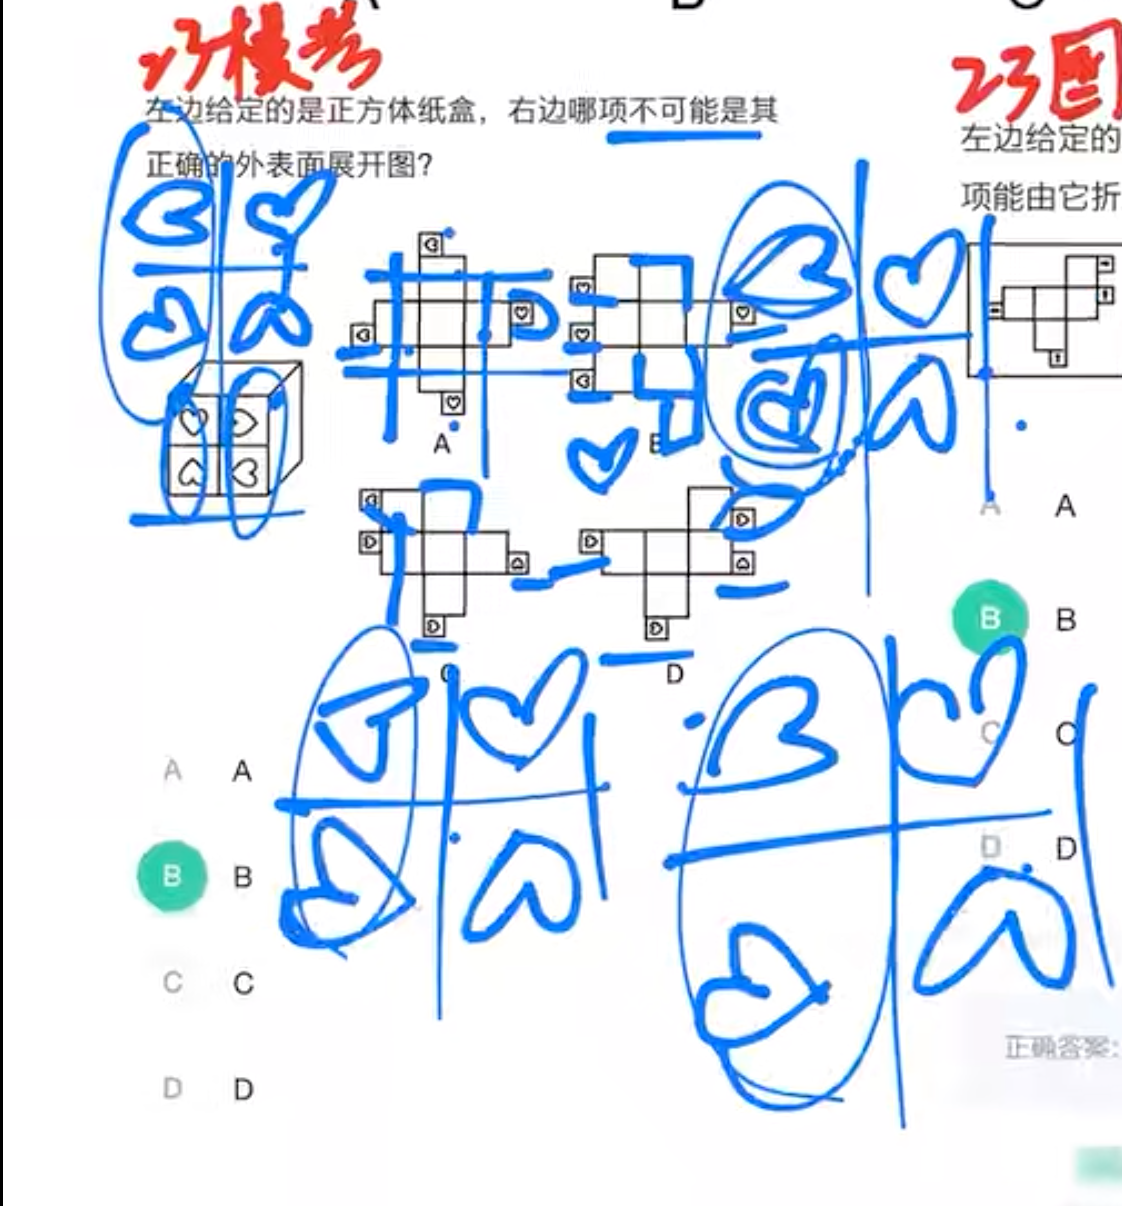 A B C
23模考
左边给定的是正方体纸盒，右边哪项不可能是其
正确的外表面展开图？
A
C
D
A A
B B
C C
D D
23国
左边给定的
项能由它折
A A
B B
C C
D D
正确答案：